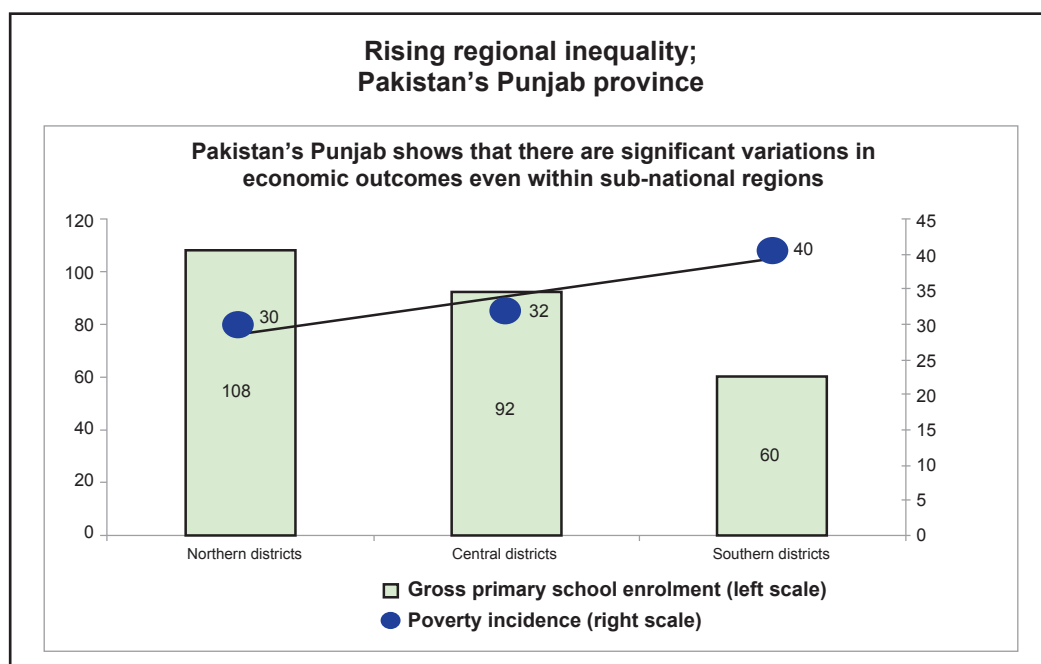 Rising regional inequality;
Pakistan's Punjab province
Pakistan's Punjab shows that there are significant variations in
economic outcomes even within sub-national regions
120
100
80
60
40
20
0
45
40
35
30
25
20
15
10
5
0
30
108
32
92
40
60
Northern districts
Central districts
Southern districts
Gross primary school enrolment (left scale)
Poverty incidence (right scale)